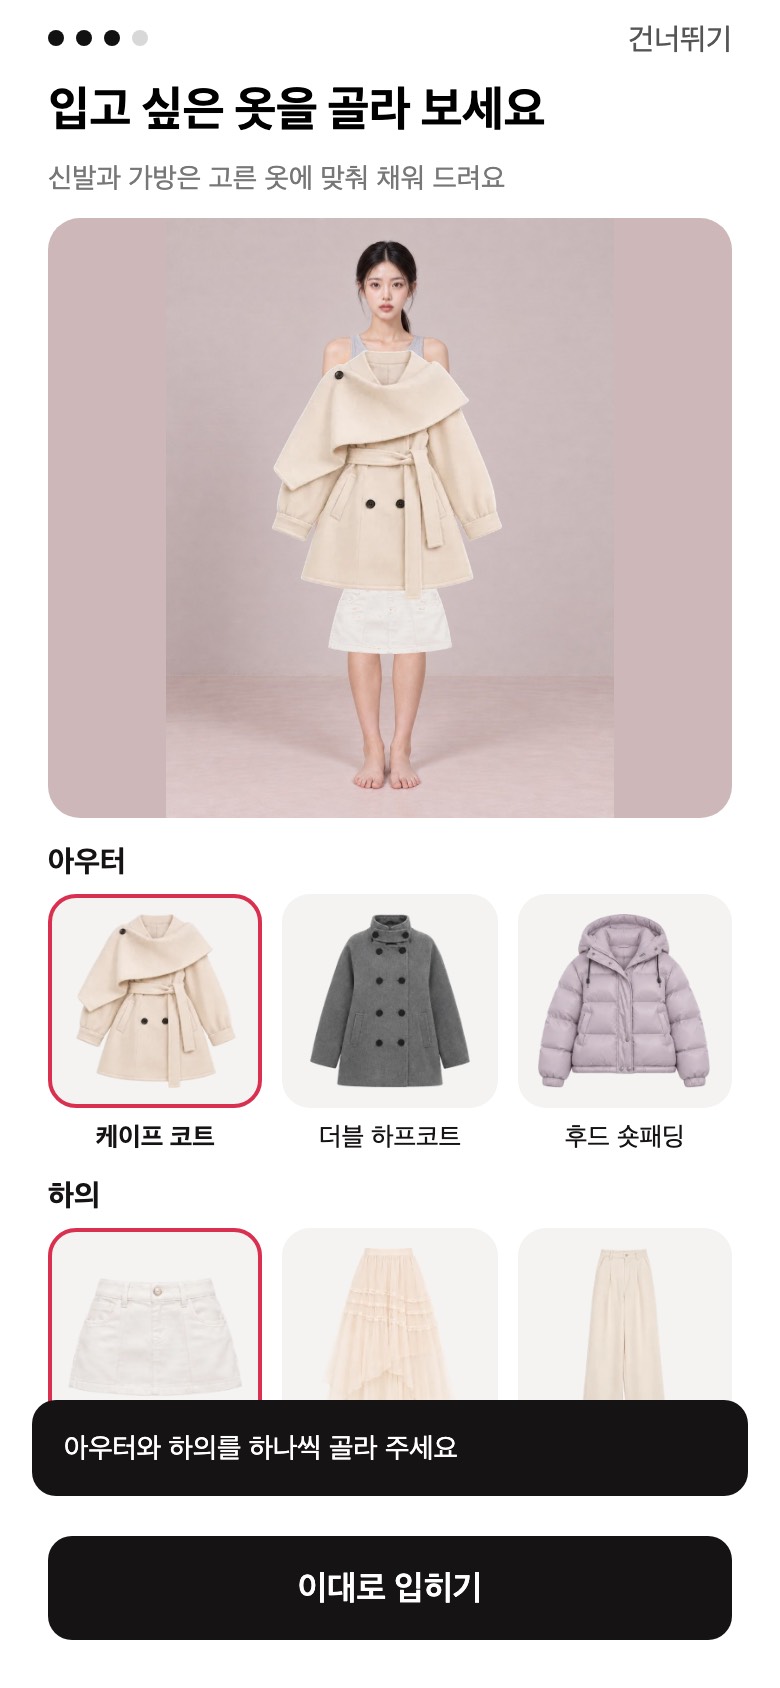 건너뛰기
입고 싶은 옷을 골라 보세요
신발과 가방은 고른 옷에 맞춰 채워 드려요
아우터
케이프 코트
더블 하프코트
후드 숏패딩
하의
아우터와 하의를 하나씩 골라 주세요
이대로 입히기